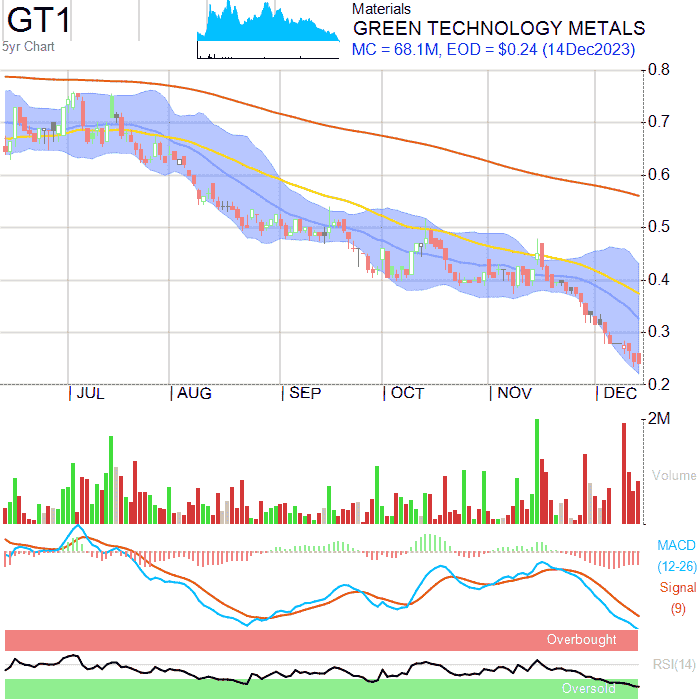 GT1
5yr Chart
Materials
GREEN TECHNOLOGY METALS
MC = 68.1M, EOD = $0.24 (14Dec2023)
0.8
0.7
0.6
0.5
0.4
0.3
0.2
JUL AUG SEP OCT NOV DEC
2M
Volume
MACD
(12-26)
Signal
(9)
Overbought
RSI(14)
Oversold